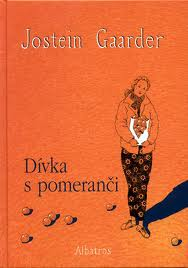 Jostein Gaarder
Dívka
s pomeranči
Albatros